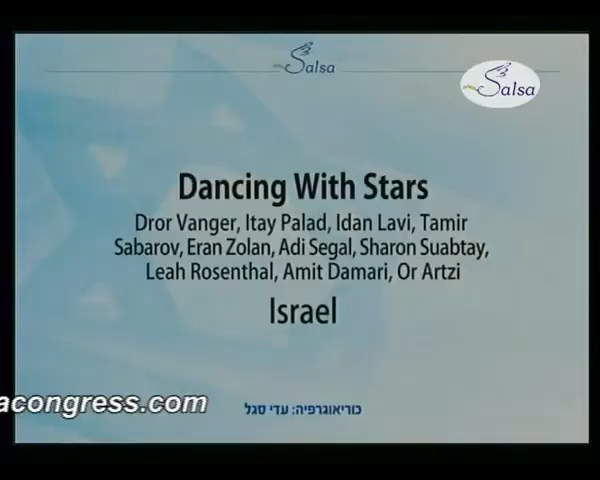 Salsa
Salsa
Dancing With Stars
Dror Vanger, Itay Palad, Idan Lavi, Tamir
Sabarov, Eran Zolan, Adi Segal, Sharon Suabtay,
Leah Rosenthal, Amit Damari, Or Artzi
Israel
acongress.com
כוריאוגרפיה: עדי סגל